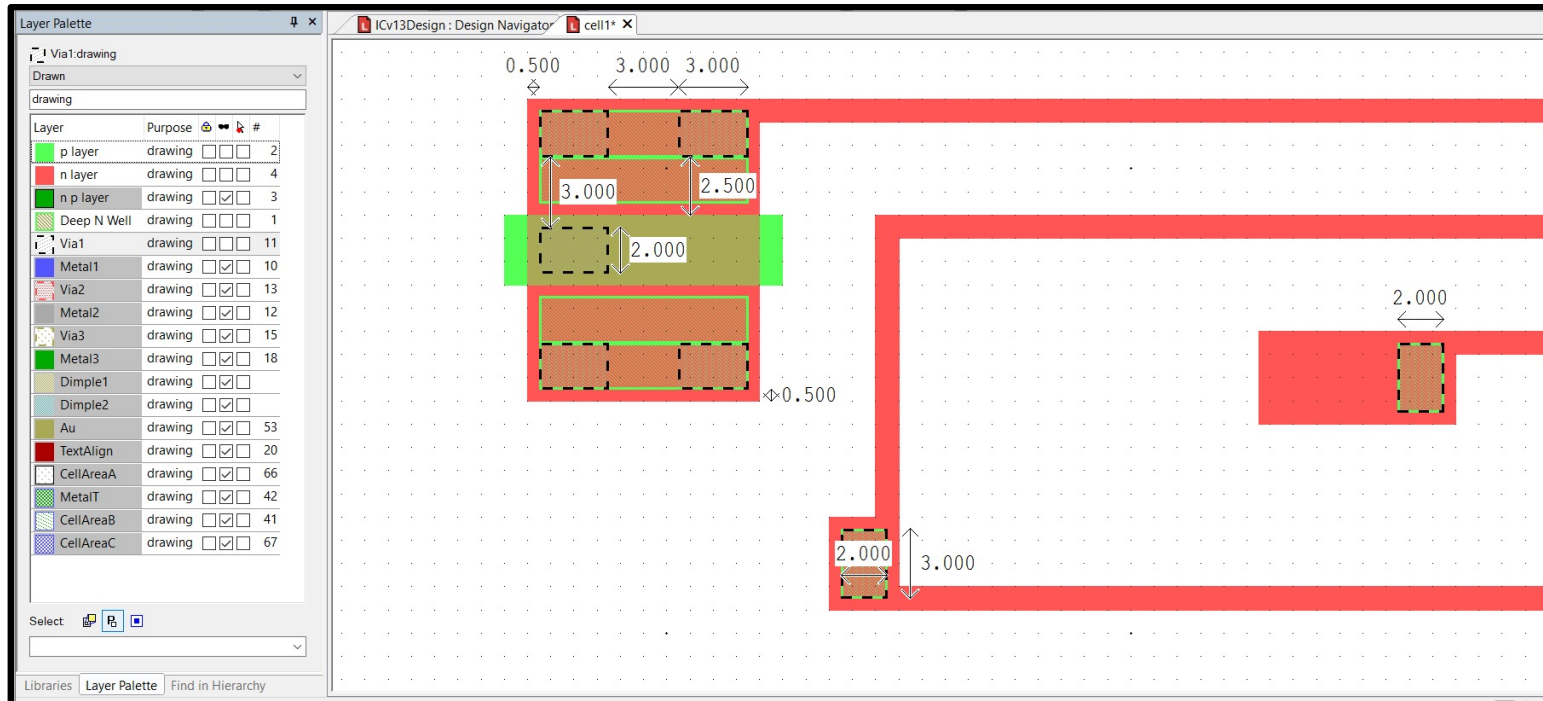 Layer Palette
ICv13Design : Design Navigator
cell1*
Via1:drawing
Drawn
drawing
Layer Purpose #
p layer drawing 2
n layer drawing 4
n p layer drawing 3
Deep N Well drawing 1
Via1 drawing 11
Metal1 drawing 10
Via2 drawing 13
Metal2 drawing 12
Via3 drawing 15
Metal3 drawing 18
Dimple1 drawing
Dimple2 drawing
Au drawing 53
TextAlign drawing 20
CellAreaA drawing 66
MetalT drawing 42
CellAreaB drawing 41
CellAreaC drawing 67
Select
Libraries Layer Palette Find in Hierarchy
0.500 3.000 3.000
3.000 2.500
2.000
0.500
2.000
2.000 3.000